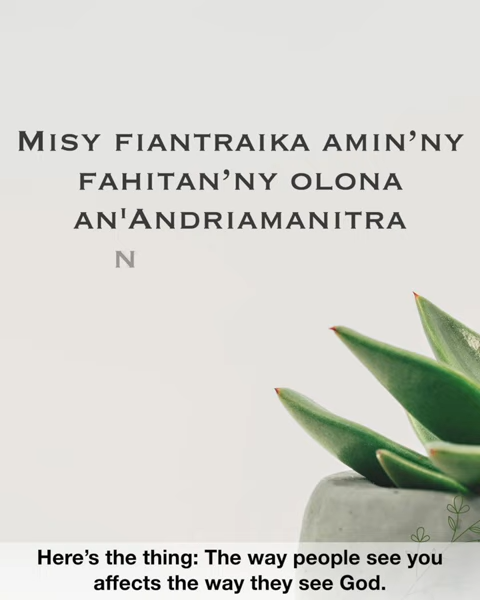 Misy fiantraika amin’ny
fahitan’ny olona
an'Andriamanitra
n
Here’s the thing: The way people see you
affects the way they see God.